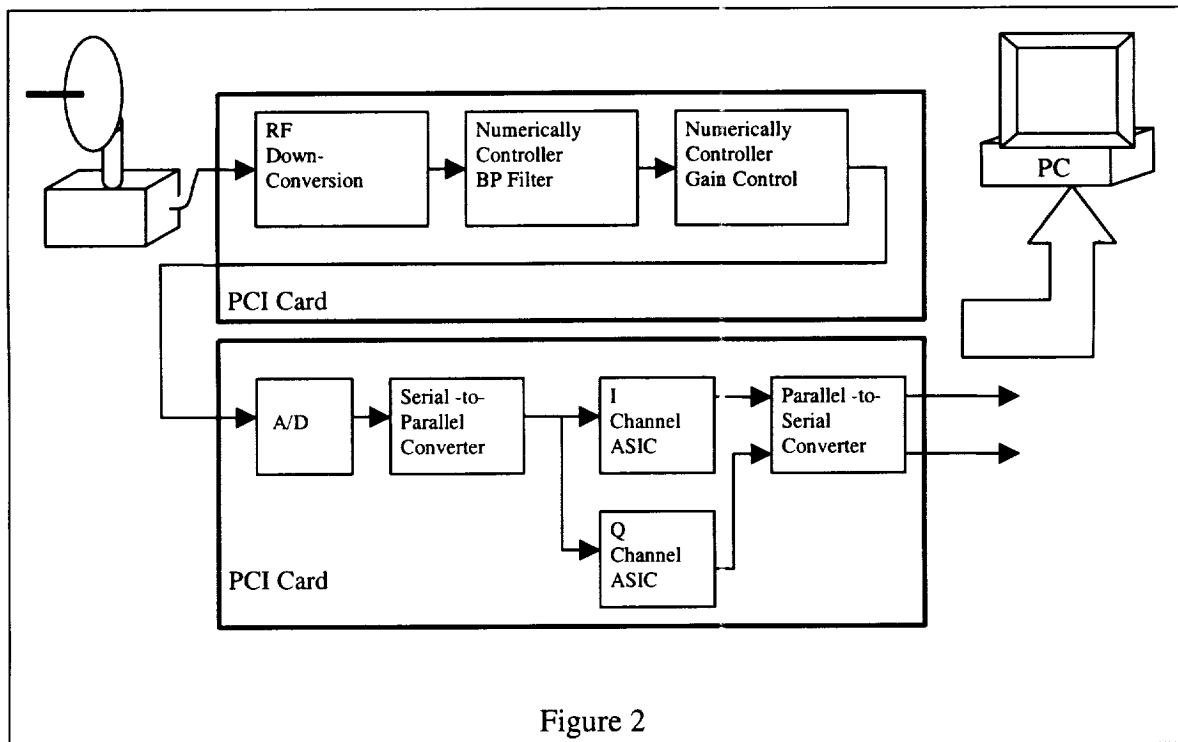 RF
Down-
Conversion
Numerically
Controller
BP Filter
Numerically
Controller
Gain Control
PC
PCI Card
A/D
Serial -to-
Parallel
Converter
I
Channel
ASIC
Parallel -to-
Serial
Converter
Q
Channel
ASIC
PCI Card
Figure 2